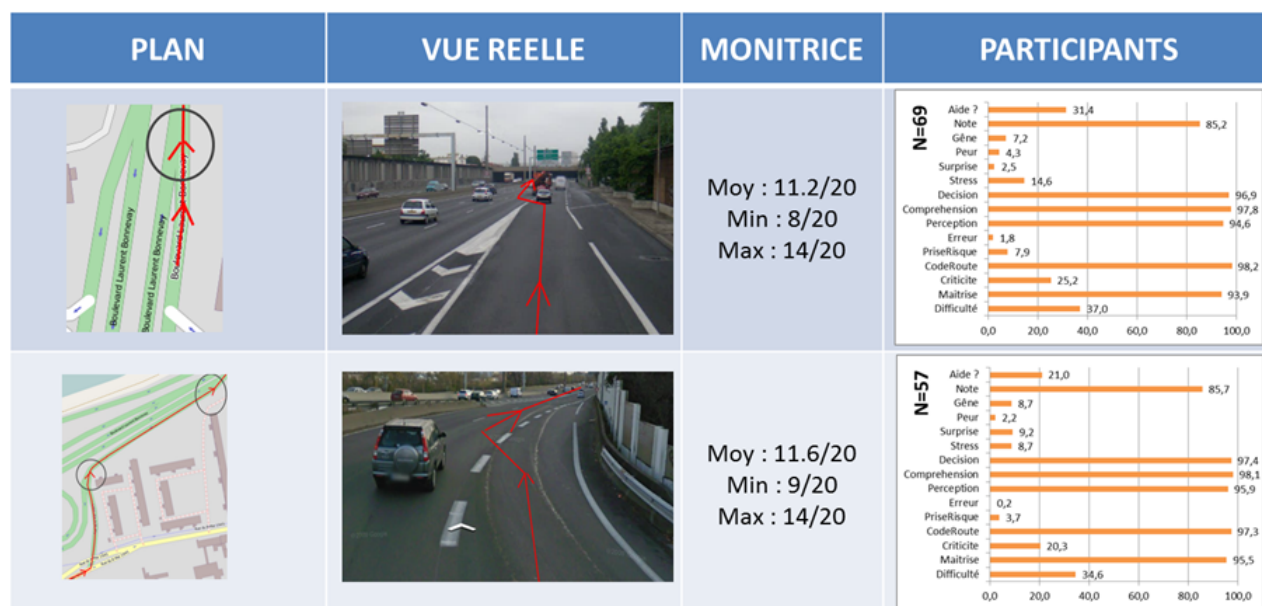 PLAN
VUE REELLE
MONITRICE
PARTICIPANTS
Boulevard Laurent Bonnevay
Boulevard Laurent Bonnevay
Boulevard Laurent Bonnevay
Moy : 11.2/20
Min : 8/20
Max : 14/20
N=69
Aide ? 31,4
Note 85,2
Gêne 7,2
Peur 4,3
Surprise 2,5
Stress 14,6
Decision 96,9
Comprehension 97,8
Perception 94,6
Erreur 1,8
PriseRisque 7,9
CodeRoute 98,2
Criticite 25,2
Maitrise 93,9
Difficulté 37,0
0,0 20,0 40,0 60,0 80,0 100,0
Moy : 11.6/20
Min : 9/20
Max : 14/20
N=57
Aide ? 21,0
Note 85,7
Gêne 8,7
Peur 2,2
Surprise 9,2
Stress 8,7
Decision 97,4
Comprehension 98,1
Perception 95,9
Erreur 0,2
PriseRisque 3,7
CodeRoute 97,3
Criticite 20,3
Maitrise 95,5
Difficulté 34,6
0,0 20,0 40,0 60,0 80,0 100,0